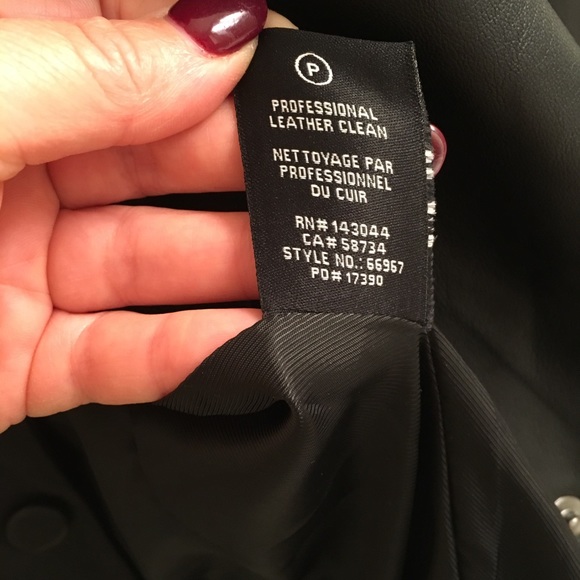 P
PROFESSIONAL
LEATHER CLEAN
NETTOYAGE PAR
PROFESSIONNEL
DU CUIR
RN# 143044
CA# 58734
STYLE NO.: 66967
PO# 17390